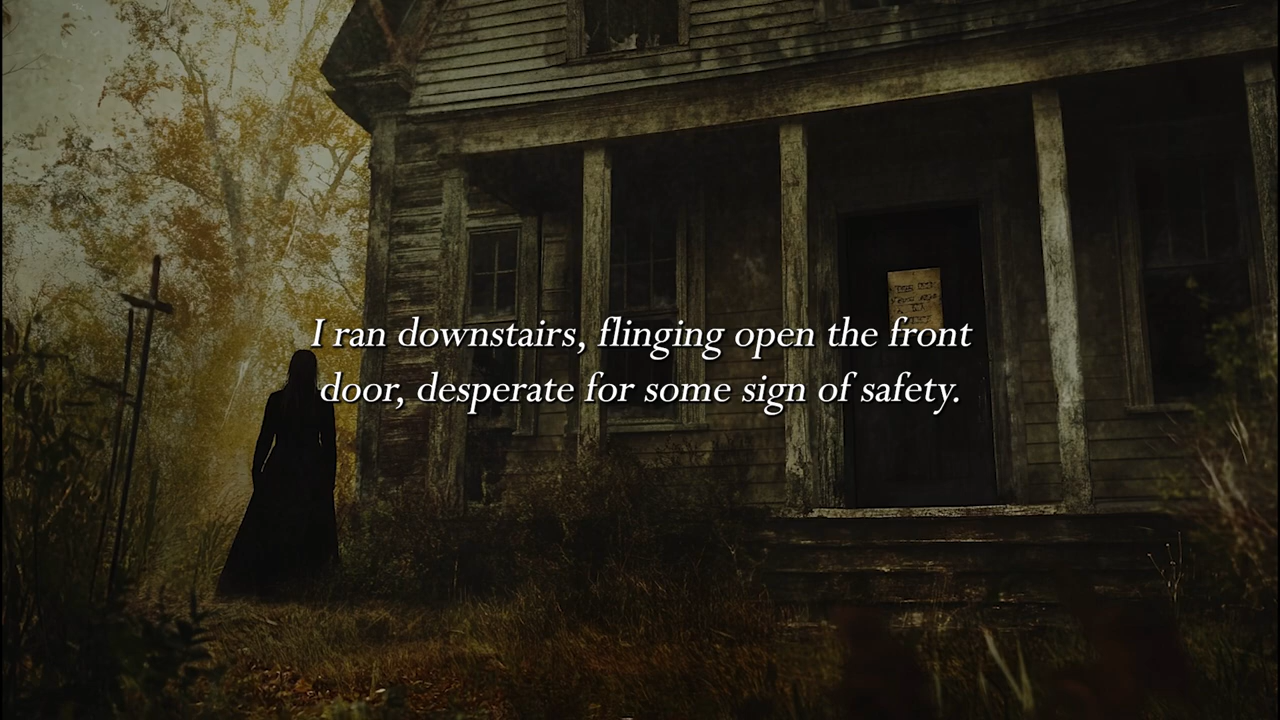 I ran downstairs, flinging open the front
door, desperate for some sign of safety.